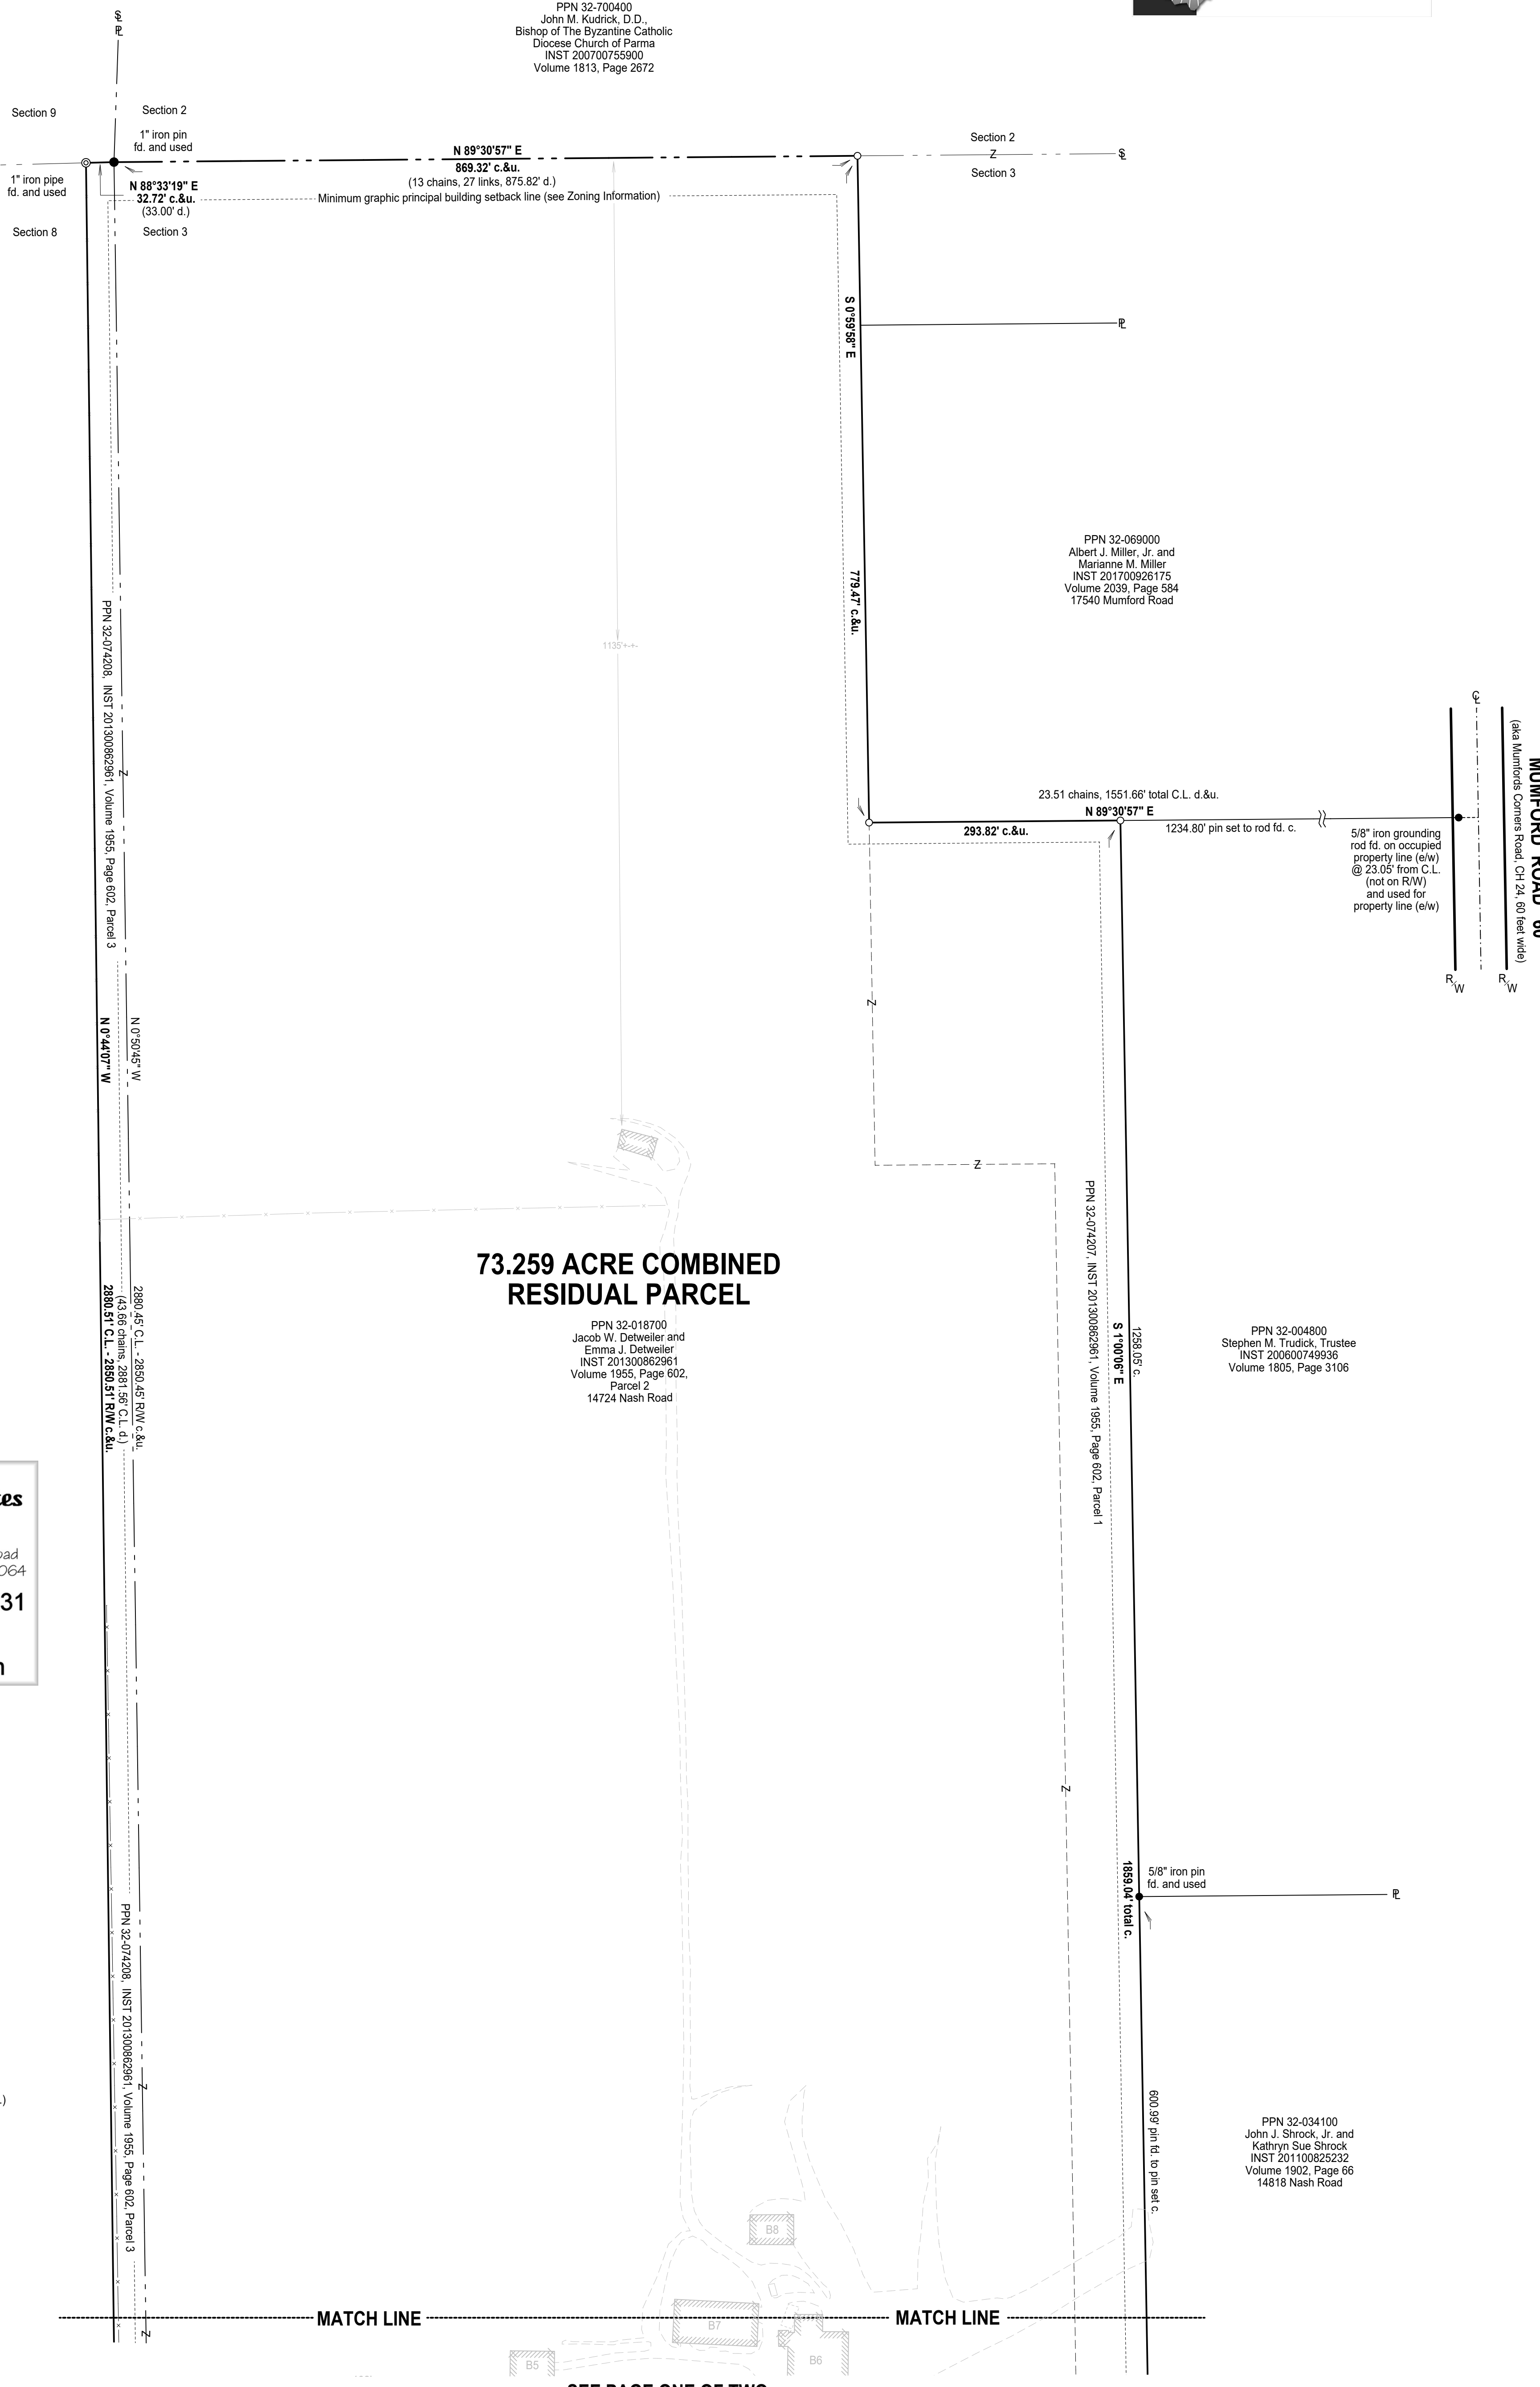 PPN 32-700400
John M. Kudrick, D.D.,
Bishop of The Byzantine Catholic
Diocese Church of Parma
INST 200700755900
Volume 1813, Page 2672
Section 9
Section 2
1" iron pin
fd. and used
1" iron pipe
fd. and used
N 88°33'19" E
32.72' c.&u.
(33.00' d.)
Section 8
Section 3
N 89°30'57" E
869.32' c.&u.
(13 chains, 27 links, 875.82' d.)
Minimum graphic principal building setback line (see Zoning Information)
Section 2
Z
Section 3
S 0°59'58" E
779.47' c.&u.
PPN 32-069000
Albert J. Miller, Jr. and
Marianne M. Miller
INST 201700926175
Volume 2039, Page 584
17540 Mumford Road
1135'+-+-
PPN 32-074208, INST 201300862961, Volume 1955, Page 602, Parcel 3
Z
23.51 chains, 1551.66' total C.L. d.&u.
N 89°30'57" E
293.82' c.&u.
1234.80' pin set to rod fd. c.
5/8" iron grounding
rod fd. on occupied
property line (e/w)
@ 23.05' from C.L.
(not on R/W)
and used for
property line (e/w)
MUMFORD ROAD 60'
(aka Mumfords Corners Road, CH 24, 60 feet wide)
R/W
R/W
N 0°44'07" W
N 0°50'45" W
Z
Z
73.259 ACRE COMBINED
RESIDUAL PARCEL
PPN 32-018700
Jacob W. Detweiler and
Emma J. Detweiler
INST 201300862961
Volume 1955, Page 602,
Parcel 2
14724 Nash Road
2880.45' C.L. - 2850.45' R/W c.&u.
(43.66 chains, 2881.56' C.L. d.)
2880.51' C.L. - 2850.51' R/W c.&u.
PPN 32-074207, INST 201300862961, Volume 1955, Page 602, Parcel 1
S 1°00'06" E
1258.05' c.
PPN 32-004800
Stephen M. Trudick, Trustee
INST 200600749936
Volume 1805, Page 3106
31
064
Z
1859.04' total c.
5/8" iron pin
fd. and used
PPN 32-074208, INST 201300862961, Volume 1955, Page 602, Parcel 3
Z
600.99' pin fd. to pin set c.
PPN 32-034100
John J. Shrock, Jr. and
Kathryn Sue Shrock
INST 201100825232
Volume 1902, Page 66
14818 Nash Road
B8
MATCH LINE
MATCH LINE
Z
B7
B6
B5
SEE PAGE ONE OF TWO